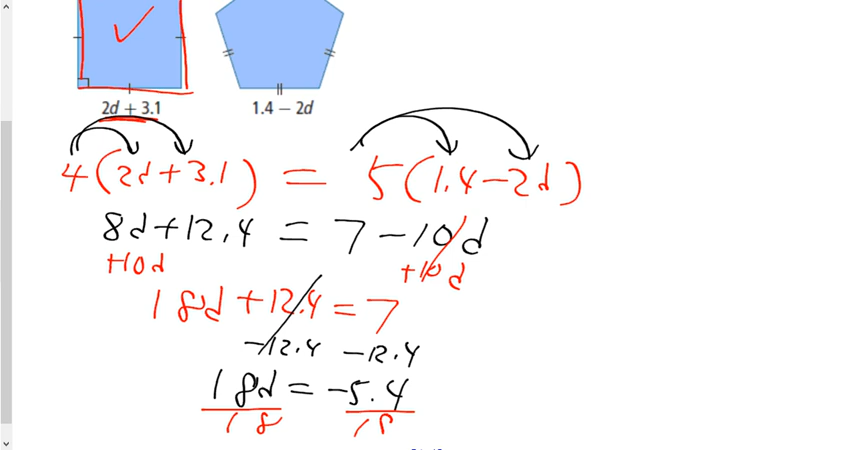 2d + 3.1
1.4 − 2d
4(2d+3.1) = 5(1.4−2d)
8d+12.4 = 7−10d
+10d +10d
18d+12.4=7
−12.4 −12.4
18d = −5.4
18 18